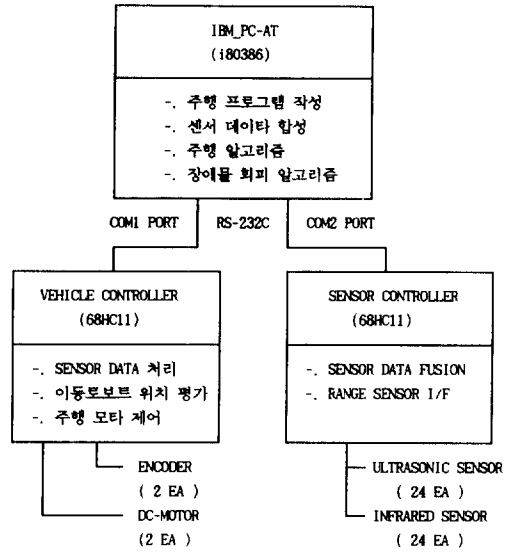 IBM_PC-AT
(i80386)
-. 주행 프로그램 작성
-. 센서 데이타 합성
-. 주행 알고리즘
-. 장애물 회피 알고리즘
COM1 PORT RS-232C COM2 PORT
VEHICLE CONTROLLER
(68HC11)
-. SENSOR DATA 처리
-. 이동로보트 위치 평가
-. 주행 모타 제어
SENSOR CONTROLLER
(68HC11)
-. SENSOR DATA FUSION
-. RANGE SENSOR I/F
ENCODER
( 2 EA )
DC-MOTOR
(2 EA )
ULTRASONIC SENSOR
( 24 EA )
INFRARED SENSOR
( 24 EA )